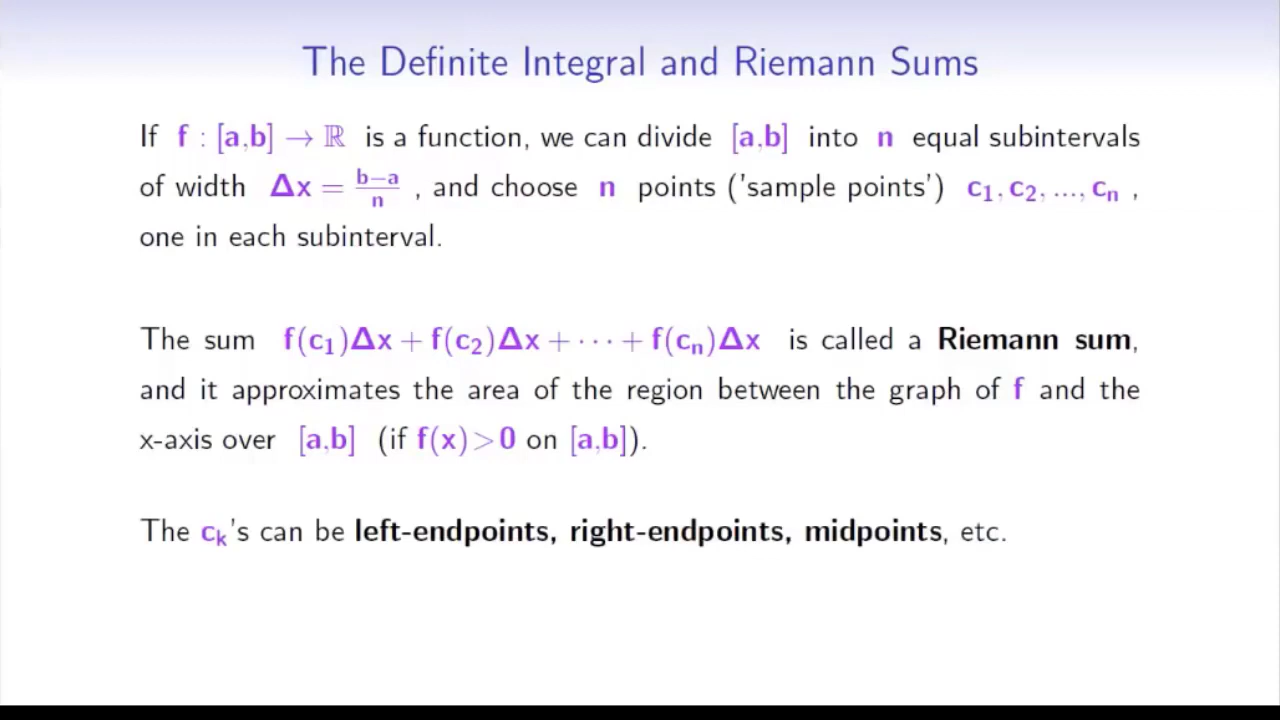 The Definite Integral and Riemann Sums
If f : [a,b] → ℝ is a function, we can divide [a,b] into n equal subintervals
of width Δx = b−a/n , and choose n points ('sample points') c₁, c₂, ..., cₙ ,
one in each subinterval.
The sum f(c₁)Δx + f(c₂)Δx + ⋯ + f(cₙ)Δx is called a Riemann sum,
and it approximates the area of the region between the graph of f and the
x-axis over [a,b] (if f(x) > 0 on [a,b]).
The cₖ's can be left-endpoints, right-endpoints, midpoints, etc.